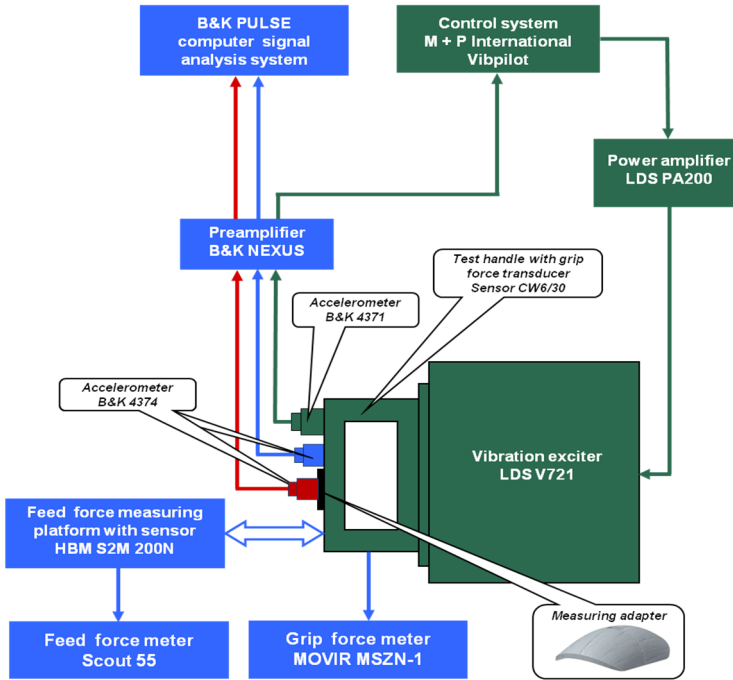 B&K PULSE
computer signal
analysis system
Control system
M + P International
Vibpilot
Power amplifier
LDS PA200
Preamplifier
B&K NEXUS
Test handle with grip
force transducer
Sensor CW6/30
Accelerometer
B&K 4371
Accelerometer
B&K 4374
Vibration exciter
LDS V721
Feed force measuring
platform with sensor
HBM S2M 200N
Measuring adapter
Feed force meter
Scout 55
Grip force meter
MOVIR MSZN-1